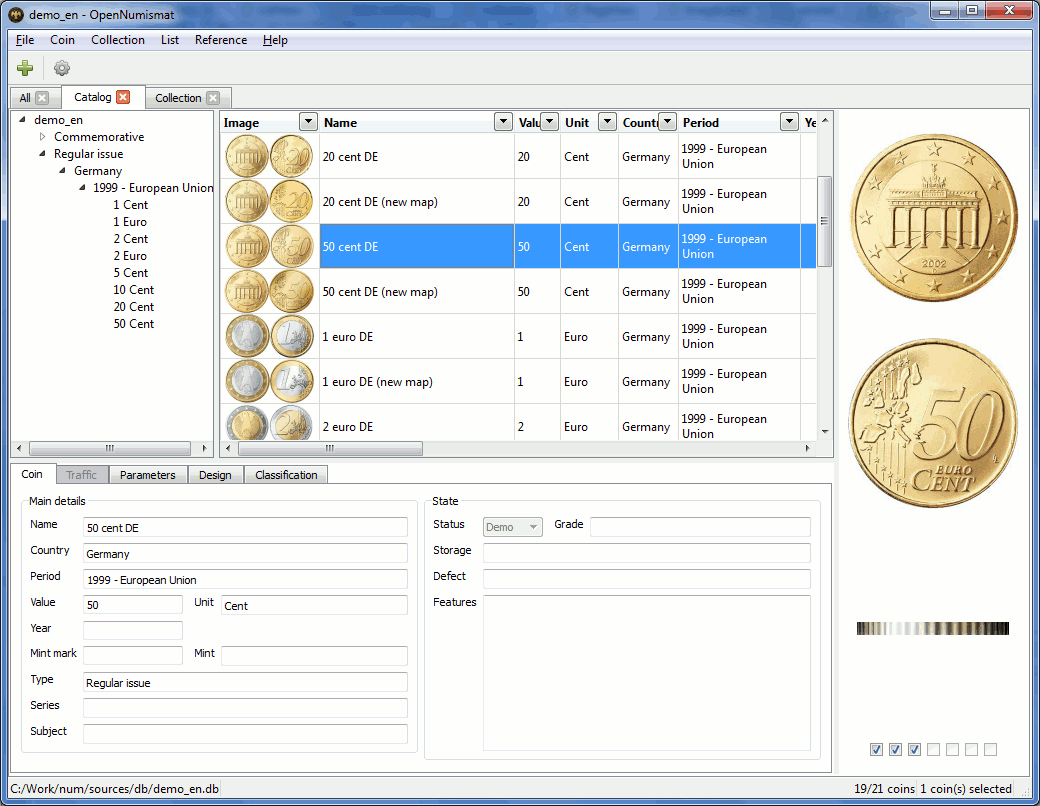 demo_en - OpenNumismat
File Coin Collection List Reference Help
All Catalog Collection
demo_en
Commemorative
Regular issue
Germany
1999 - European Union
1 Cent
1 Euro
2 Cent
2 Euro
5 Cent
10 Cent
20 Cent
50 Cent
Image Name Valu Unit Countr Period Ye
20 cent DE 20 Cent Germany 1999 - European
Union
20 cent DE (new map) 20 Cent Germany 1999 - European
Union
50 cent DE 50 Cent Germany 1999 - European
Union
50 cent DE (new map) 50 Cent Germany 1999 - European
Union
1 euro DE 1 Euro Germany 1999 - European
Union
1 euro DE (new map) 1 Euro Germany 1999 - European
Union
2 euro DE 2 Euro Germany 1999 - European
Union
2002
50
EURO
CENT
Coin Traffic Parameters Design Classification
Main details
Name 50 cent DE
Country Germany
Period 1999 - European Union
Value 50 Unit Cent
Year
Mint mark Mint
Type Regular issue
Series
Subject
State
Status Demo Grade
Storage
Defect
Features
C:/Work/num/sources/db/demo_en.db
19/21 coins 1 coin(s) selected